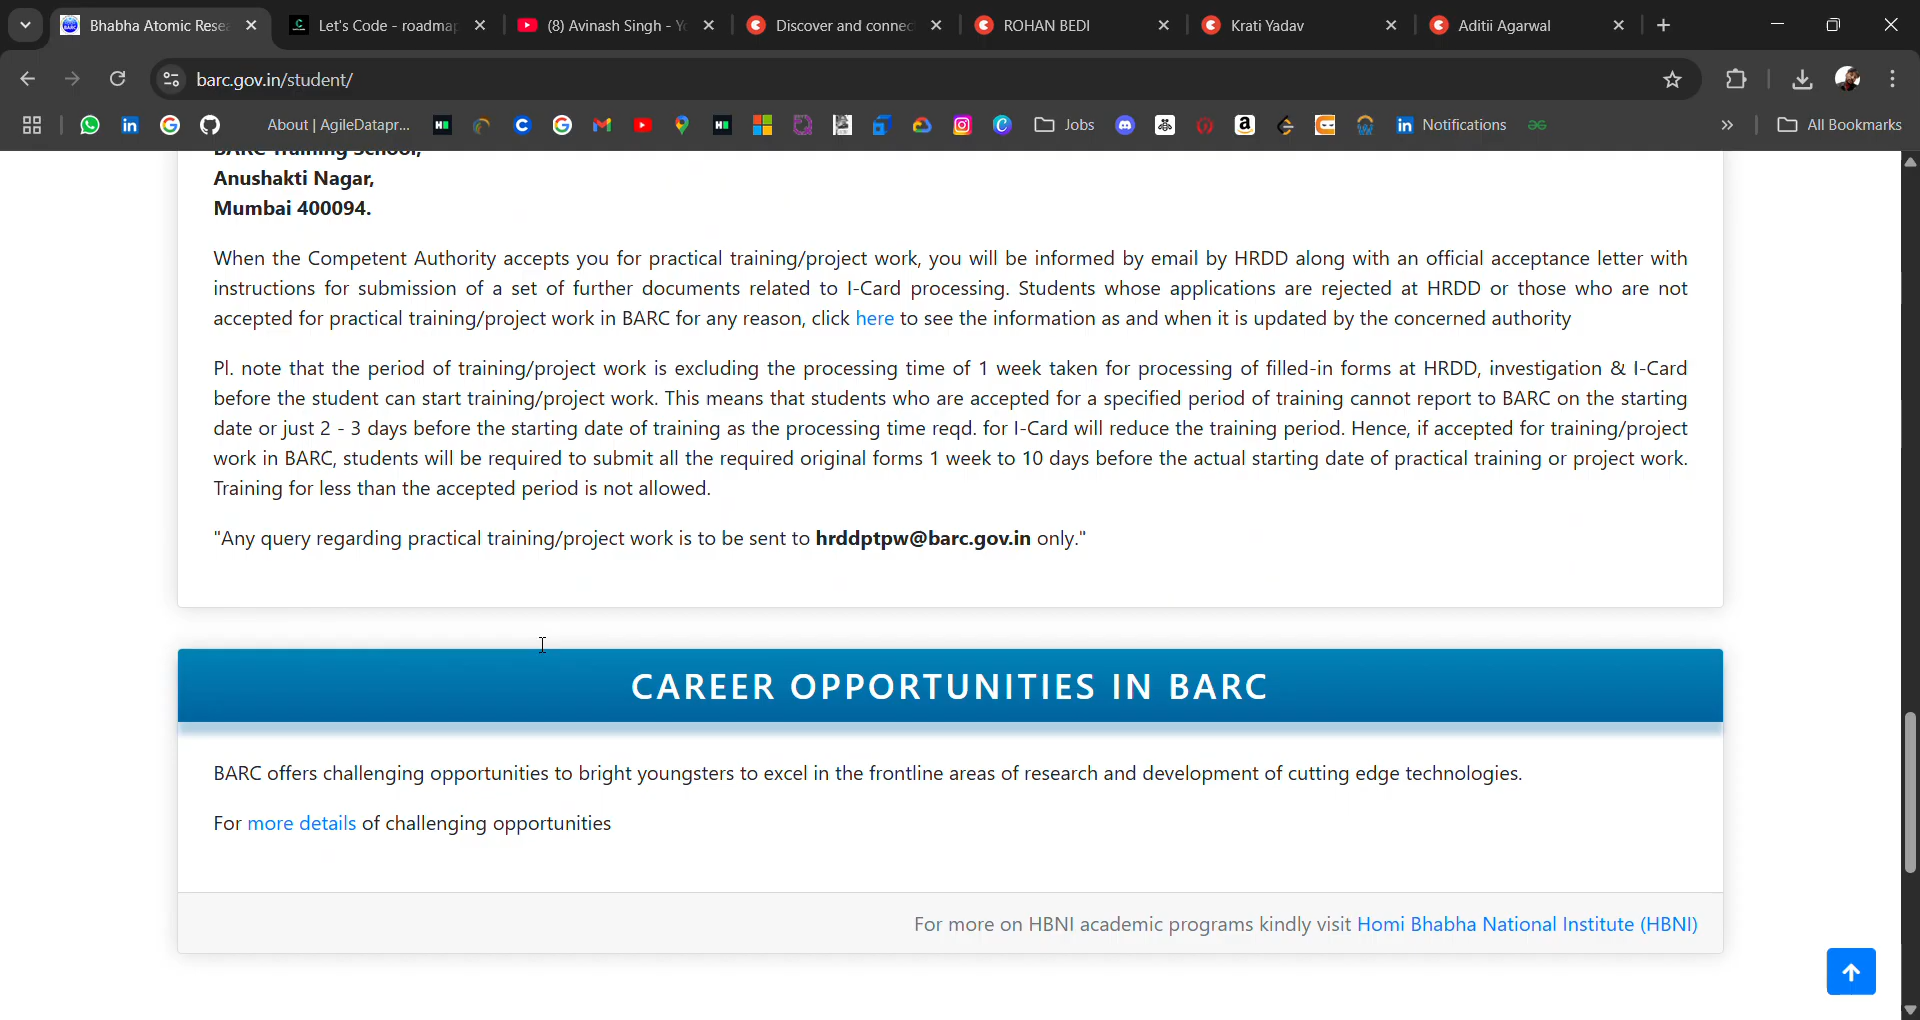 Bhabha Atomic Rese
Let's Code - roadmap
(8) Avinash Singh - Yo
Discover and connec
ROHAN BEDI
Krati Yadav
Aditii Agarwal
barc.gov.in/student/
About | AgileDatapr...
Jobs
Notifications
All Bookmarks
BARC Training School,
Anushakti Nagar,
Mumbai 400094.
When the Competent Authority accepts you for practical training/project work, you will be informed by email by HRDD along with an official acceptance letter with
instructions for submission of a set of further documents related to I-Card processing. Students whose applications are rejected at HRDD or those who are not
accepted for practical training/project work in BARC for any reason, click here to see the information as and when it is updated by the concerned authority
Pl. note that the period of training/project work is excluding the processing time of 1 week taken for processing of filled-in forms at HRDD, investigation & I-Card
before the student can start training/project work. This means that students who are accepted for a specified period of training cannot report to BARC on the starting
date or just 2 - 3 days before the starting date of training as the processing time reqd. for I-Card will reduce the training period. Hence, if accepted for training/project
work in BARC, students will be required to submit all the required original forms 1 week to 10 days before the actual starting date of practical training or project work.
Training for less than the accepted period is not allowed.
"Any query regarding practical training/project work is to be sent to hrddptpw@barc.gov.in only."
CAREER OPPORTUNITIES IN BARC
BARC offers challenging opportunities to bright youngsters to excel in the frontline areas of research and development of cutting edge technologies.
For more details of challenging opportunities
For more on HBNI academic programs kindly visit Homi Bhabha National Institute (HBNI)